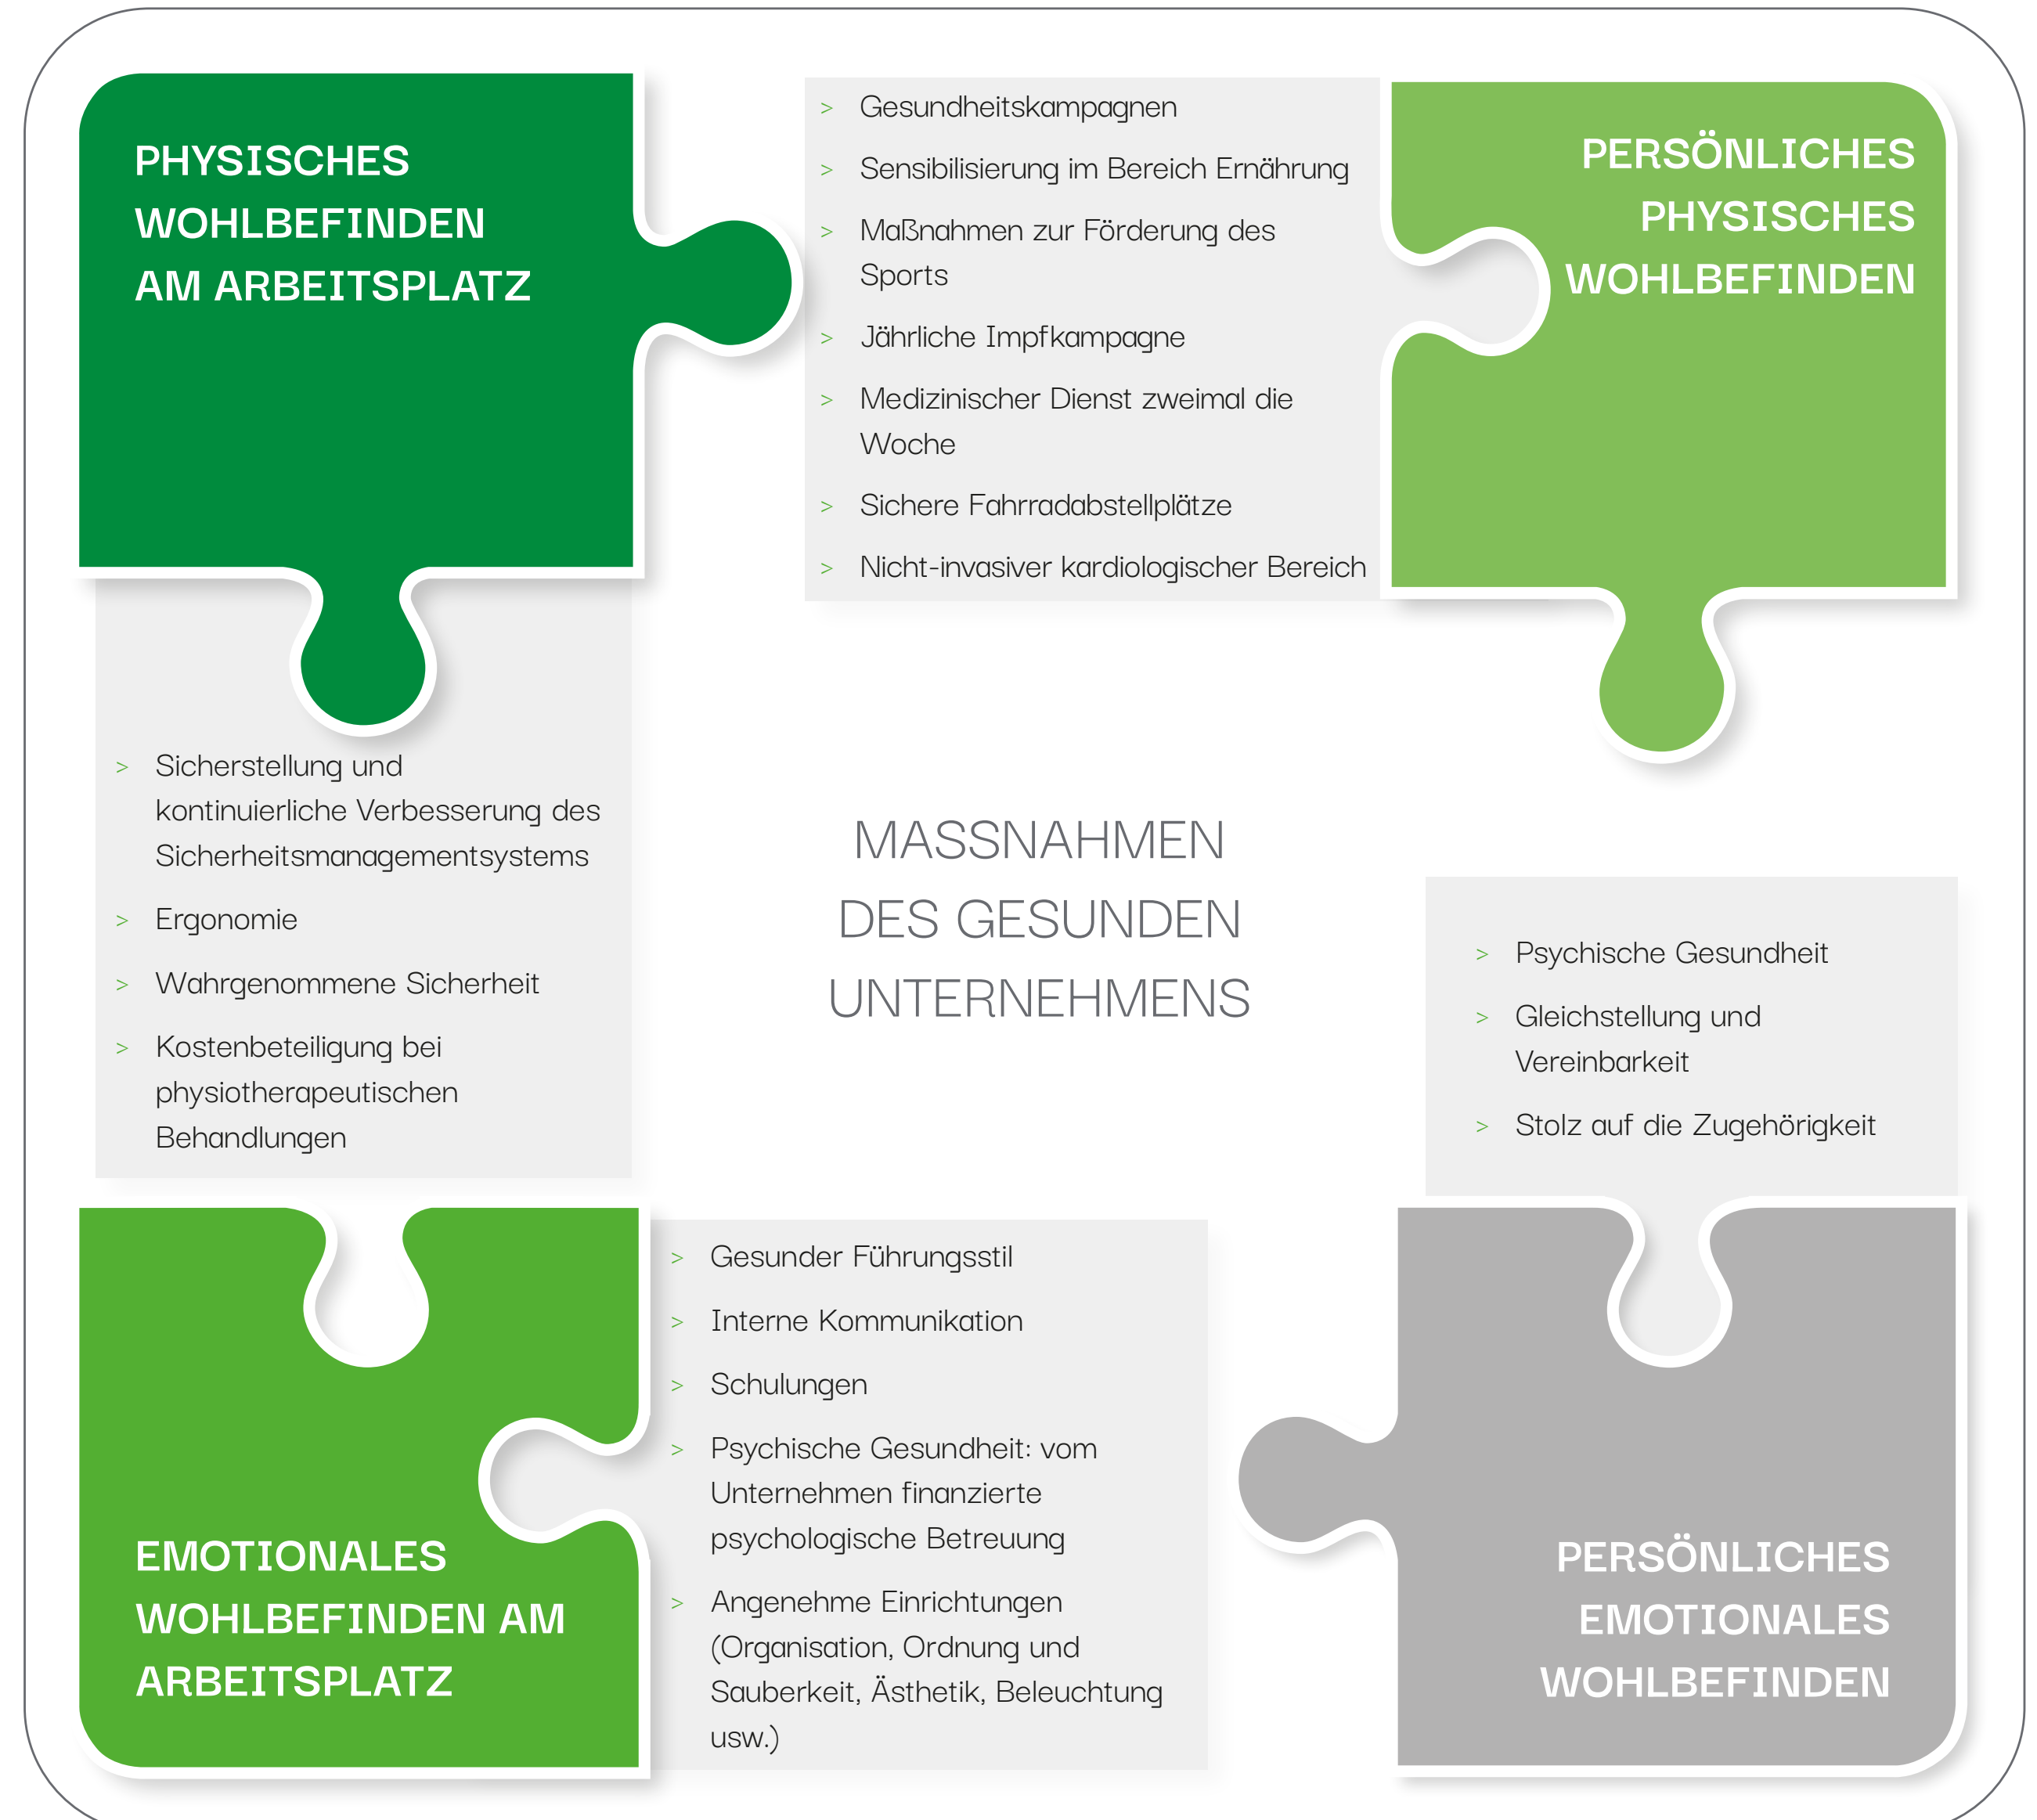 PHYSISCHES
WOHLBEFINDEN
AM ARBEITSPLATZ
> Sicherstellung und
kontinuierliche Verbesserung des
Sicherheitsmanagementsystems
> Ergonomie
> Wahrgenommene Sicherheit
> Kostenbeteiligung bei
physiotherapeutischen
Behandlungen
> Gesundheitskampagnen
> Sensibilisierung im Bereich Ernährung
> Maßnahmen zur Förderung des
Sports
> Jährliche Impfkampagne
> Medizinischer Dienst zweimal die
Woche
> Sichere Fahrradabstellplätze
> Nicht-invasiver kardiologischer Bereich
PERSÖNLICHES
PHYSISCHES
WOHLBEFINDEN
MASSNAHMEN
DES GESUNDEN
UNTERNEHMENS
EMOTIONALES
WOHLBEFINDEN AM
ARBEITSPLATZ
> Gesunder Führungsstil
> Interne Kommunikation
> Schulungen
> Psychische Gesundheit: vom
Unternehmen finanzierte
psychologische Betreuung
> Angenehme Einrichtungen
(Organisation, Ordnung und
Sauberkeit, Ästhetik, Beleuchtung
usw.)
> Psychische Gesundheit
> Gleichstellung und
Vereinbarkeit
> Stolz auf die Zugehörigkeit
PERSÖNLICHES
EMOTIONALES
WOHLBEFINDEN